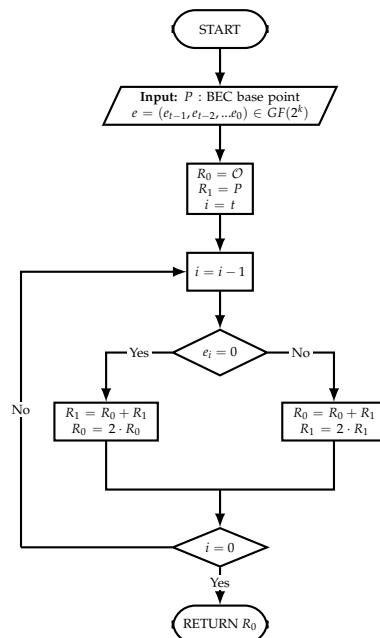 START
Input: P : BEC base point
e = (e_{t−1}, e_{t−2}, ...e_0) ∈ GF(2^k)
R_0 = 𝒪
R_1 = P
i = t
i = i − 1
e_i = 0
Yes
No
R_1 = R_0 + R_1
R_0 = 2 · R_0
R_0 = R_0 + R_1
R_1 = 2 · R_1
No
i = 0
Yes
RETURN R_0